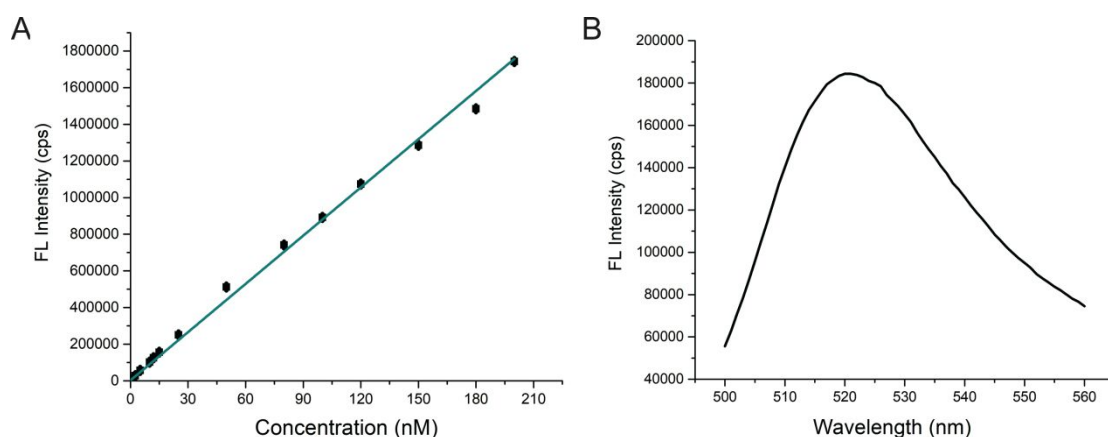 A
FL Intensity (cps)
1800000
1600000
1400000
1200000
1000000
800000
600000
400000
200000
0
0 30 60 90 120 150 180 210
Concentration (nM)
B
FL Intensity (cps)
200000
180000
160000
140000
120000
100000
80000
60000
40000
500 510 520 530 540 550 560
Wavelength (nm)